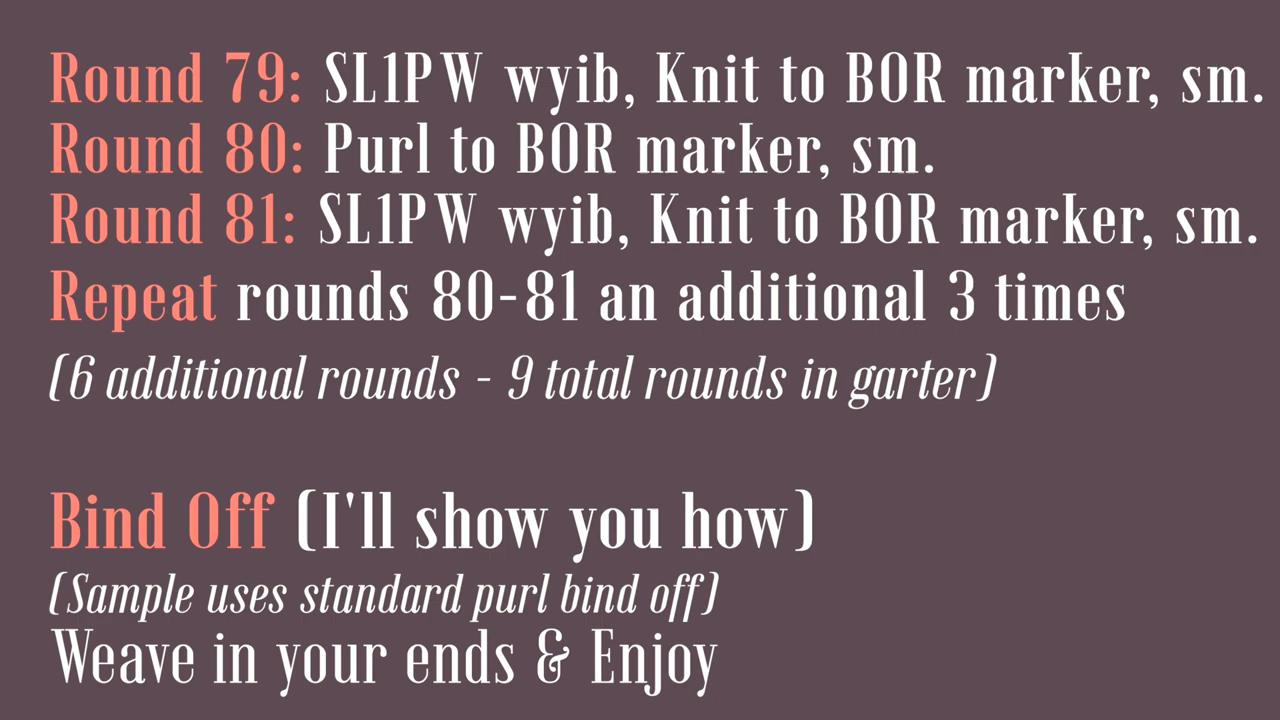 Round 79: SL1PW wyib, Knit to BOR marker, sm.
Round 80: Purl to BOR marker, sm.
Round 81: SL1PW wyib, Knit to BOR marker, sm.
Repeat rounds 80-81 an additional 3 times
(6 additional rounds - 9 total rounds in garter)
Bind Off (I'll show you how)
(Sample uses standard purl bind off)
Weave in your ends & Enjoy